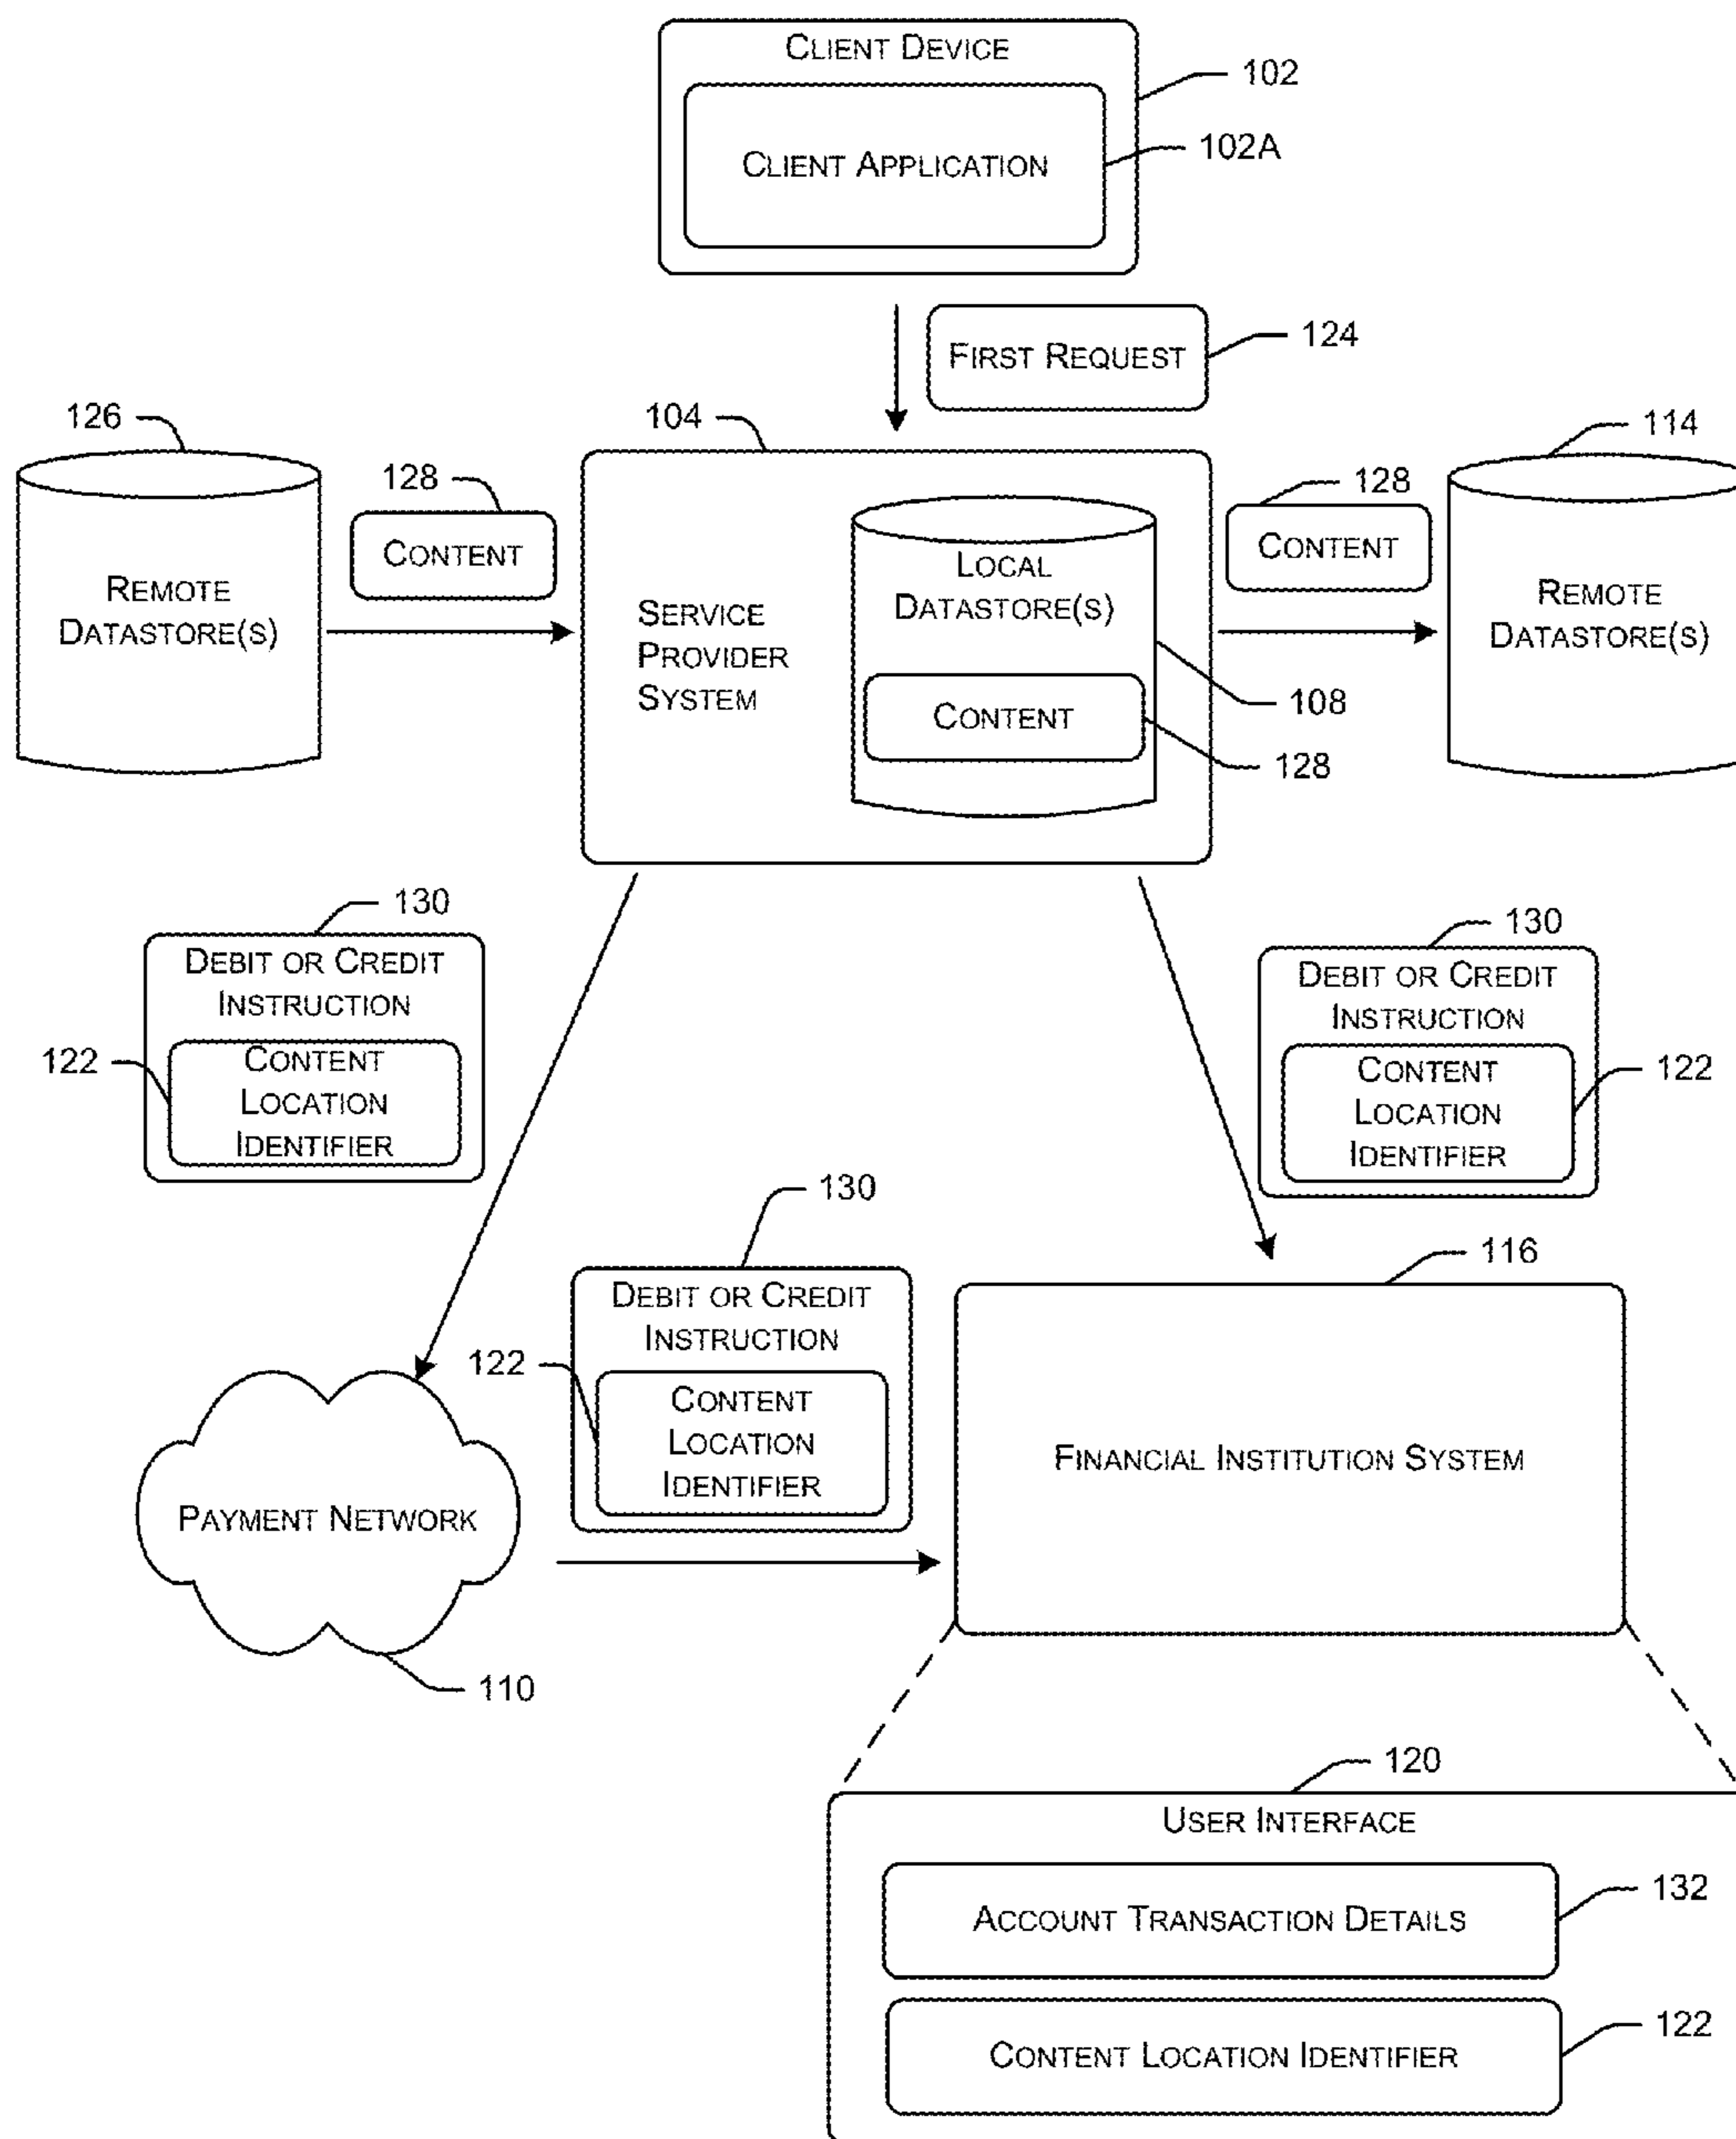 CLIENT DEVICE
102
CLIENT APPLICATION
102A
FIRST REQUEST
124
126
104
114
128
CONTENT
128
CONTENT
REMOTE
DATASTORE(S)
SERVICE
PROVIDER
SYSTEM
LOCAL
DATASTORE(S)
CONTENT
108
128
REMOTE
DATASTORE(S)
130
DEBIT OR CREDIT
INSTRUCTION
122
CONTENT
LOCATION
IDENTIFIER
130
DEBIT OR CREDIT
INSTRUCTION
CONTENT
LOCATION
IDENTIFIER
122
130
DEBIT OR CREDIT
INSTRUCTION
122
CONTENT
LOCATION
IDENTIFIER
116
FINANCIAL INSTITUTION SYSTEM
PAYMENT NETWORK
110
120
USER INTERFACE
ACCOUNT TRANSACTION DETAILS
132
CONTENT LOCATION IDENTIFIER
122